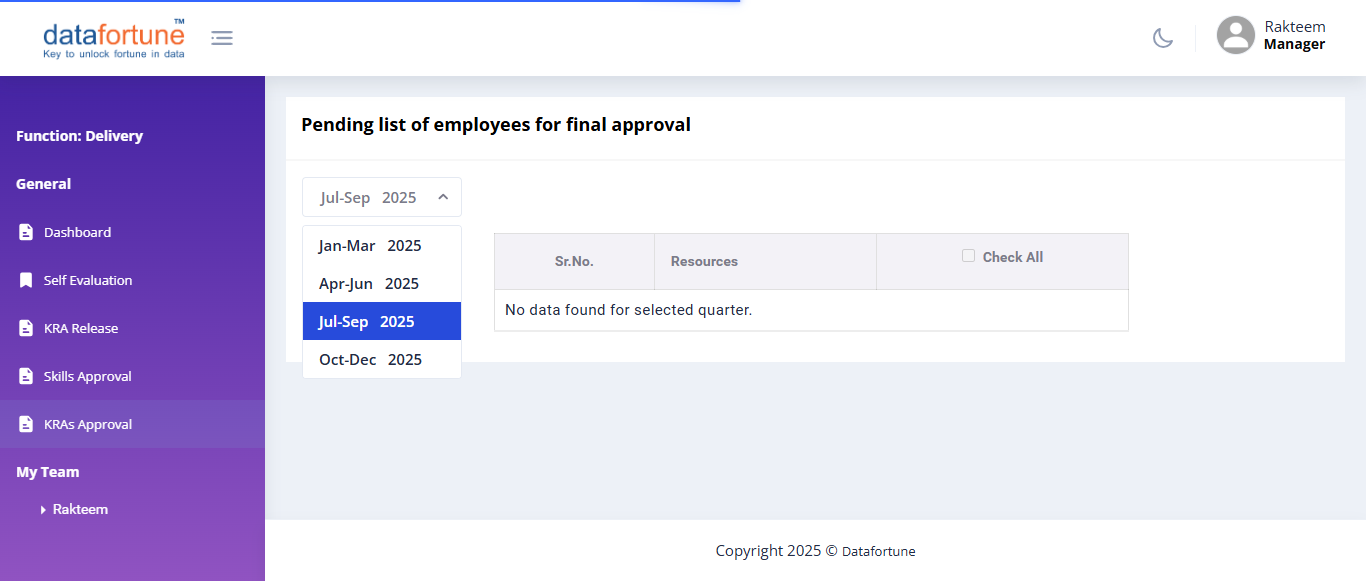 datafortune™
Key to unlock fortune in data
Rakteem
Manager
Function: Delivery
General
Dashboard
Self Evaluation
KRA Release
Skills Approval
KRAs Approval
My Team
Rakteem
Pending list of employees for final approval
Jul-Sep 2025
Jan-Mar 2025
Apr-Jun 2025
Jul-Sep 2025
Oct-Dec 2025
Sr.No. Resources Check All
No data found for selected quarter.
Copyright 2025 © Datafortune